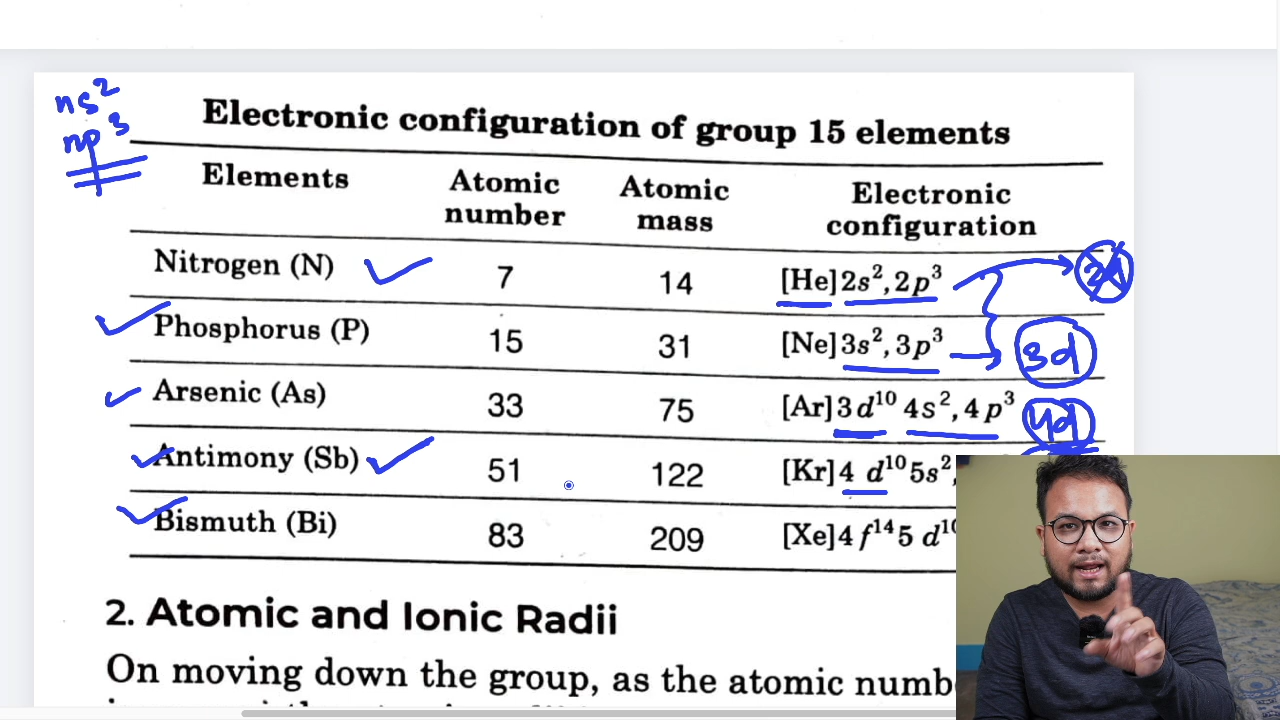 ns²
np³
Electronic configuration of group 15 elements
Elements Atomic number Atomic mass Electronic configuration
Nitrogen (N) 7 14 [He]2s², 2p³
Phosphorus (P) 15 31 [Ne]3s², 3p³ 3d
Arsenic (As) 33 75 [Ar]3d¹⁰ 4s², 4p³ 4d
Antimony (Sb) 51 122 [Kr]4 d¹⁰5s²
Bismuth (Bi) 83 209 [Xe]4 f¹⁴5 d¹⁰
2. Atomic and Ionic Radii
On moving down the group, as the atomic numb